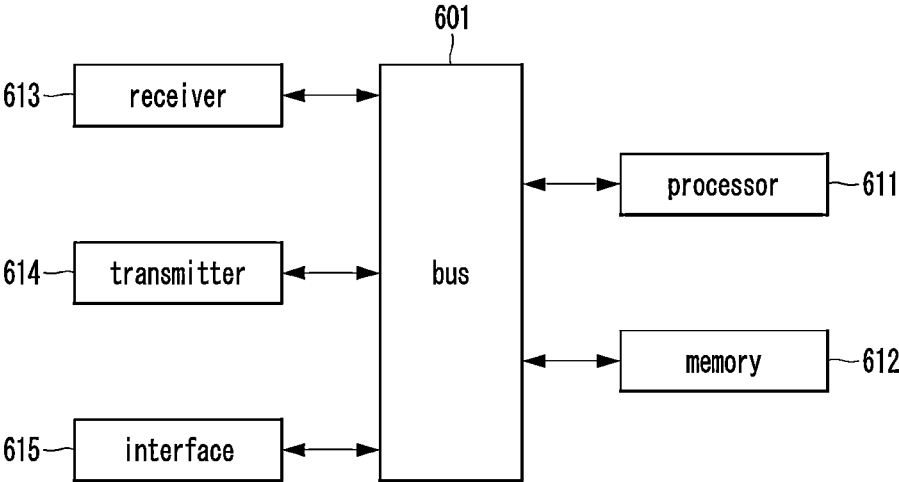 601
613
receiver
processor
611
614
transmitter
bus
memory
612
615
interface